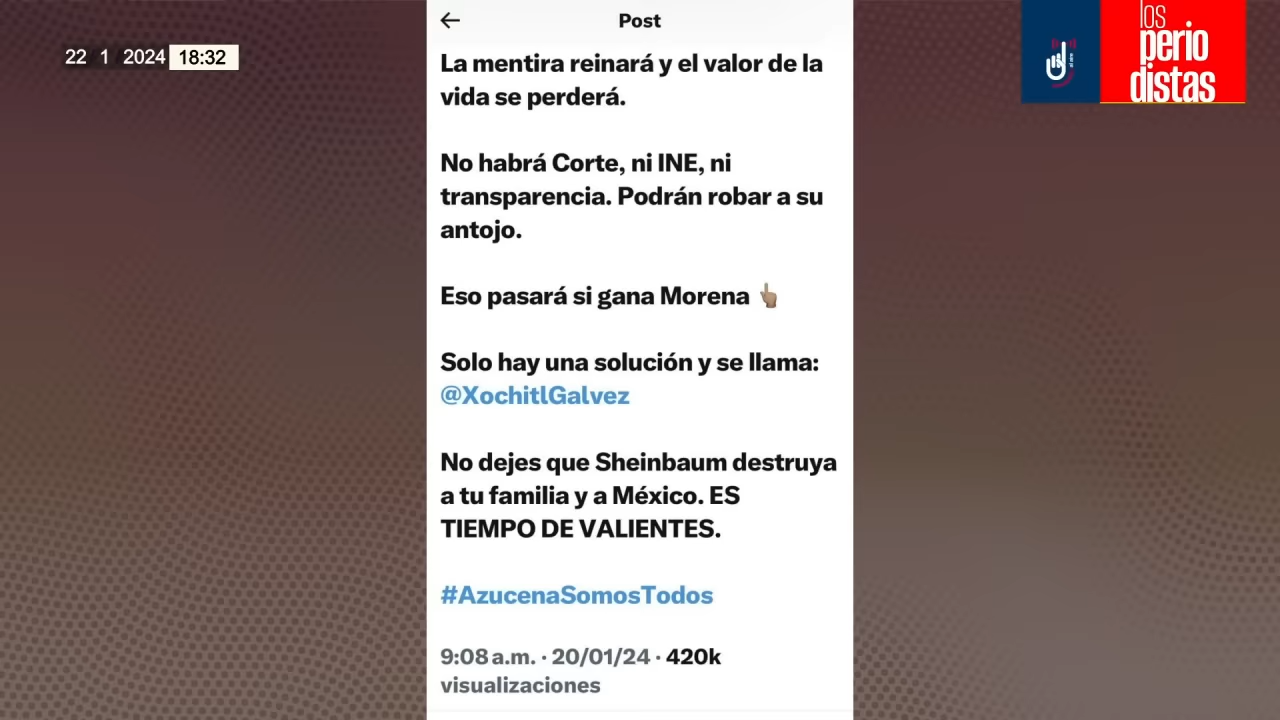 22 1 2024 18:32
Post
los
perio
distas
La mentira reinará y el valor de la
vida se perderá.
No habrá Corte, ni INE, ni
transparencia. Podrán robar a su
antojo.
Eso pasará si gana Morena 👆🏽
Solo hay una solución y se llama:
@XochitlGalvez
No dejes que Sheinbaum destruya
a tu familia y a México. ES
TIEMPO DE VALIENTES.
#AzucenaSomosTodos
9:08 a.m. · 20/01/24 · 420k
visualizaciones